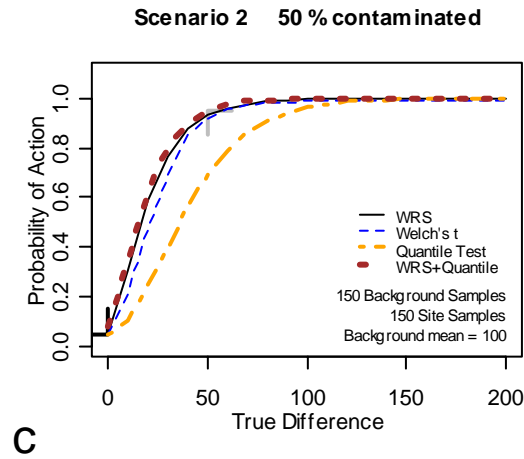 Scenario 2 50 % contaminated
Probability of Action
1.0
0.8
0.6
0.4
0.2
0.0
WRS
Welch's t
Quantile Test
WRS+Quantile
150 Background Samples
150 Site Samples
Background mean = 100
0 50 100 150 200
True Difference
C